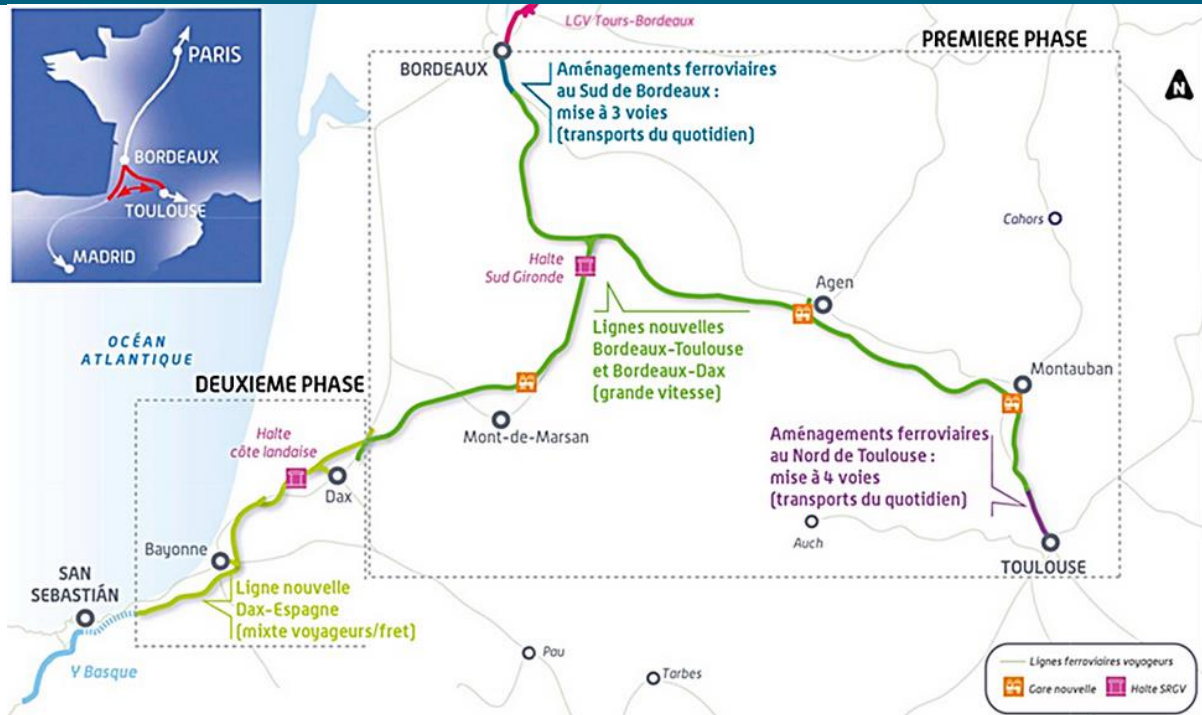 LGV Tours-Bordeaux
PREMIERE PHASE
PARIS
BORDEAUX
TOULOUSE
MADRID
BORDEAUX
Aménagements ferroviaires
au Sud de Bordeaux :
mise à 3 voies
(transports du quotidien)
N
Cahors
Halte
Sud Gironde
Agen
OCÉAN
ATLANTIQUE
Lignes nouvelles
Bordeaux-Toulouse
et Bordeaux-Dax
(grande vitesse)
Montauban
DEUXIEME PHASE
Mont-de-Marsan
Halte
côte landaise
Dax
Aménagements ferroviaires
au Nord de Toulouse :
mise à 4 voies
(transports du quotidien)
Auch
TOULOUSE
Bayonne
SAN
SEBASTIÁN
Ligne nouvelle
Dax-Espagne
(mixte voyageurs/fret)
Y Basque
Pau
Tarbes
Lignes ferroviaires voyageurs
Gare nouvelle
Halte SRGV